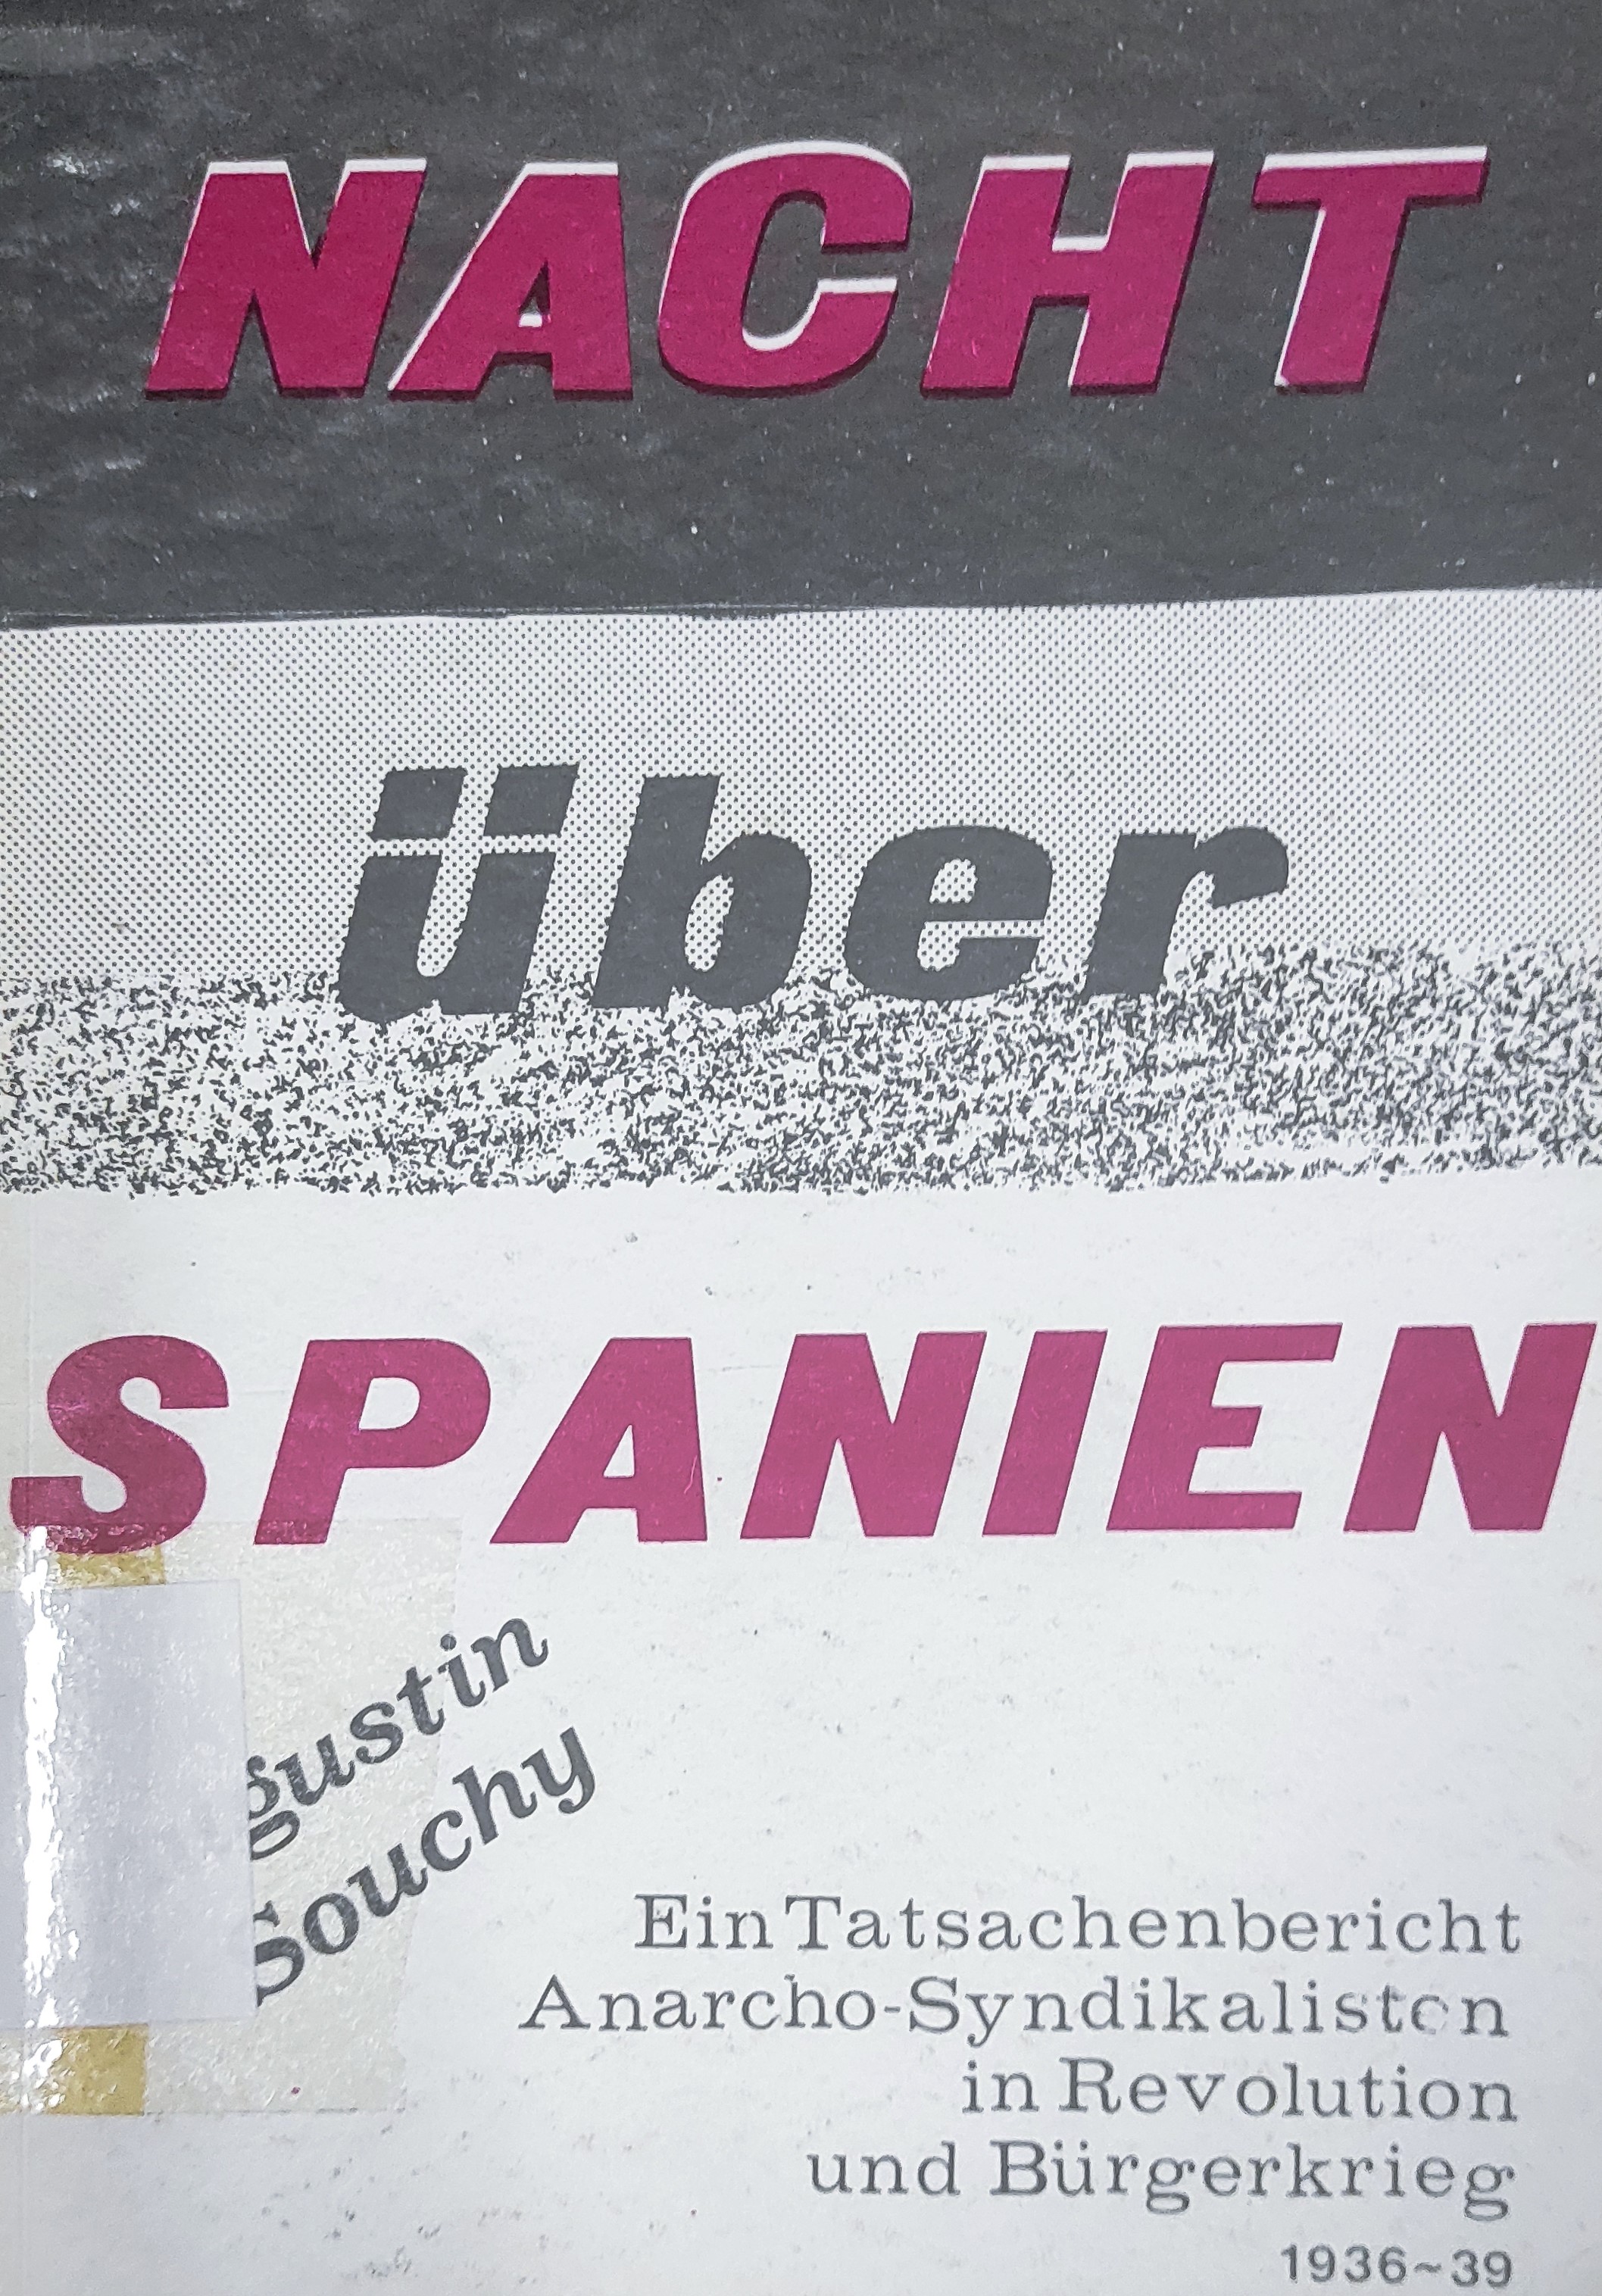 NACHT
über
SPANIEN
gustin
Souchy
Ein Tatsachenbericht
Anarcho-Syndikalisten
in Revolution
und Bürgerkrieg
1936~39